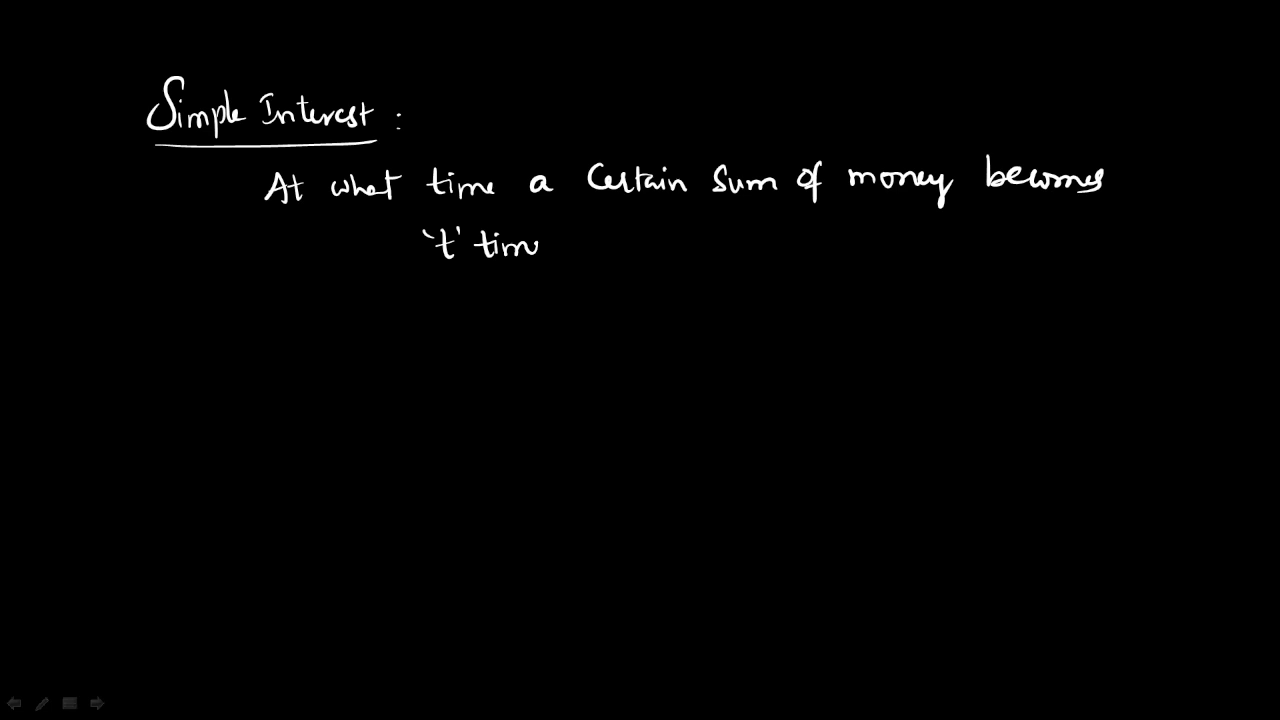 Simple Interest :
At what time a Certain Sum of money becomes
't' time